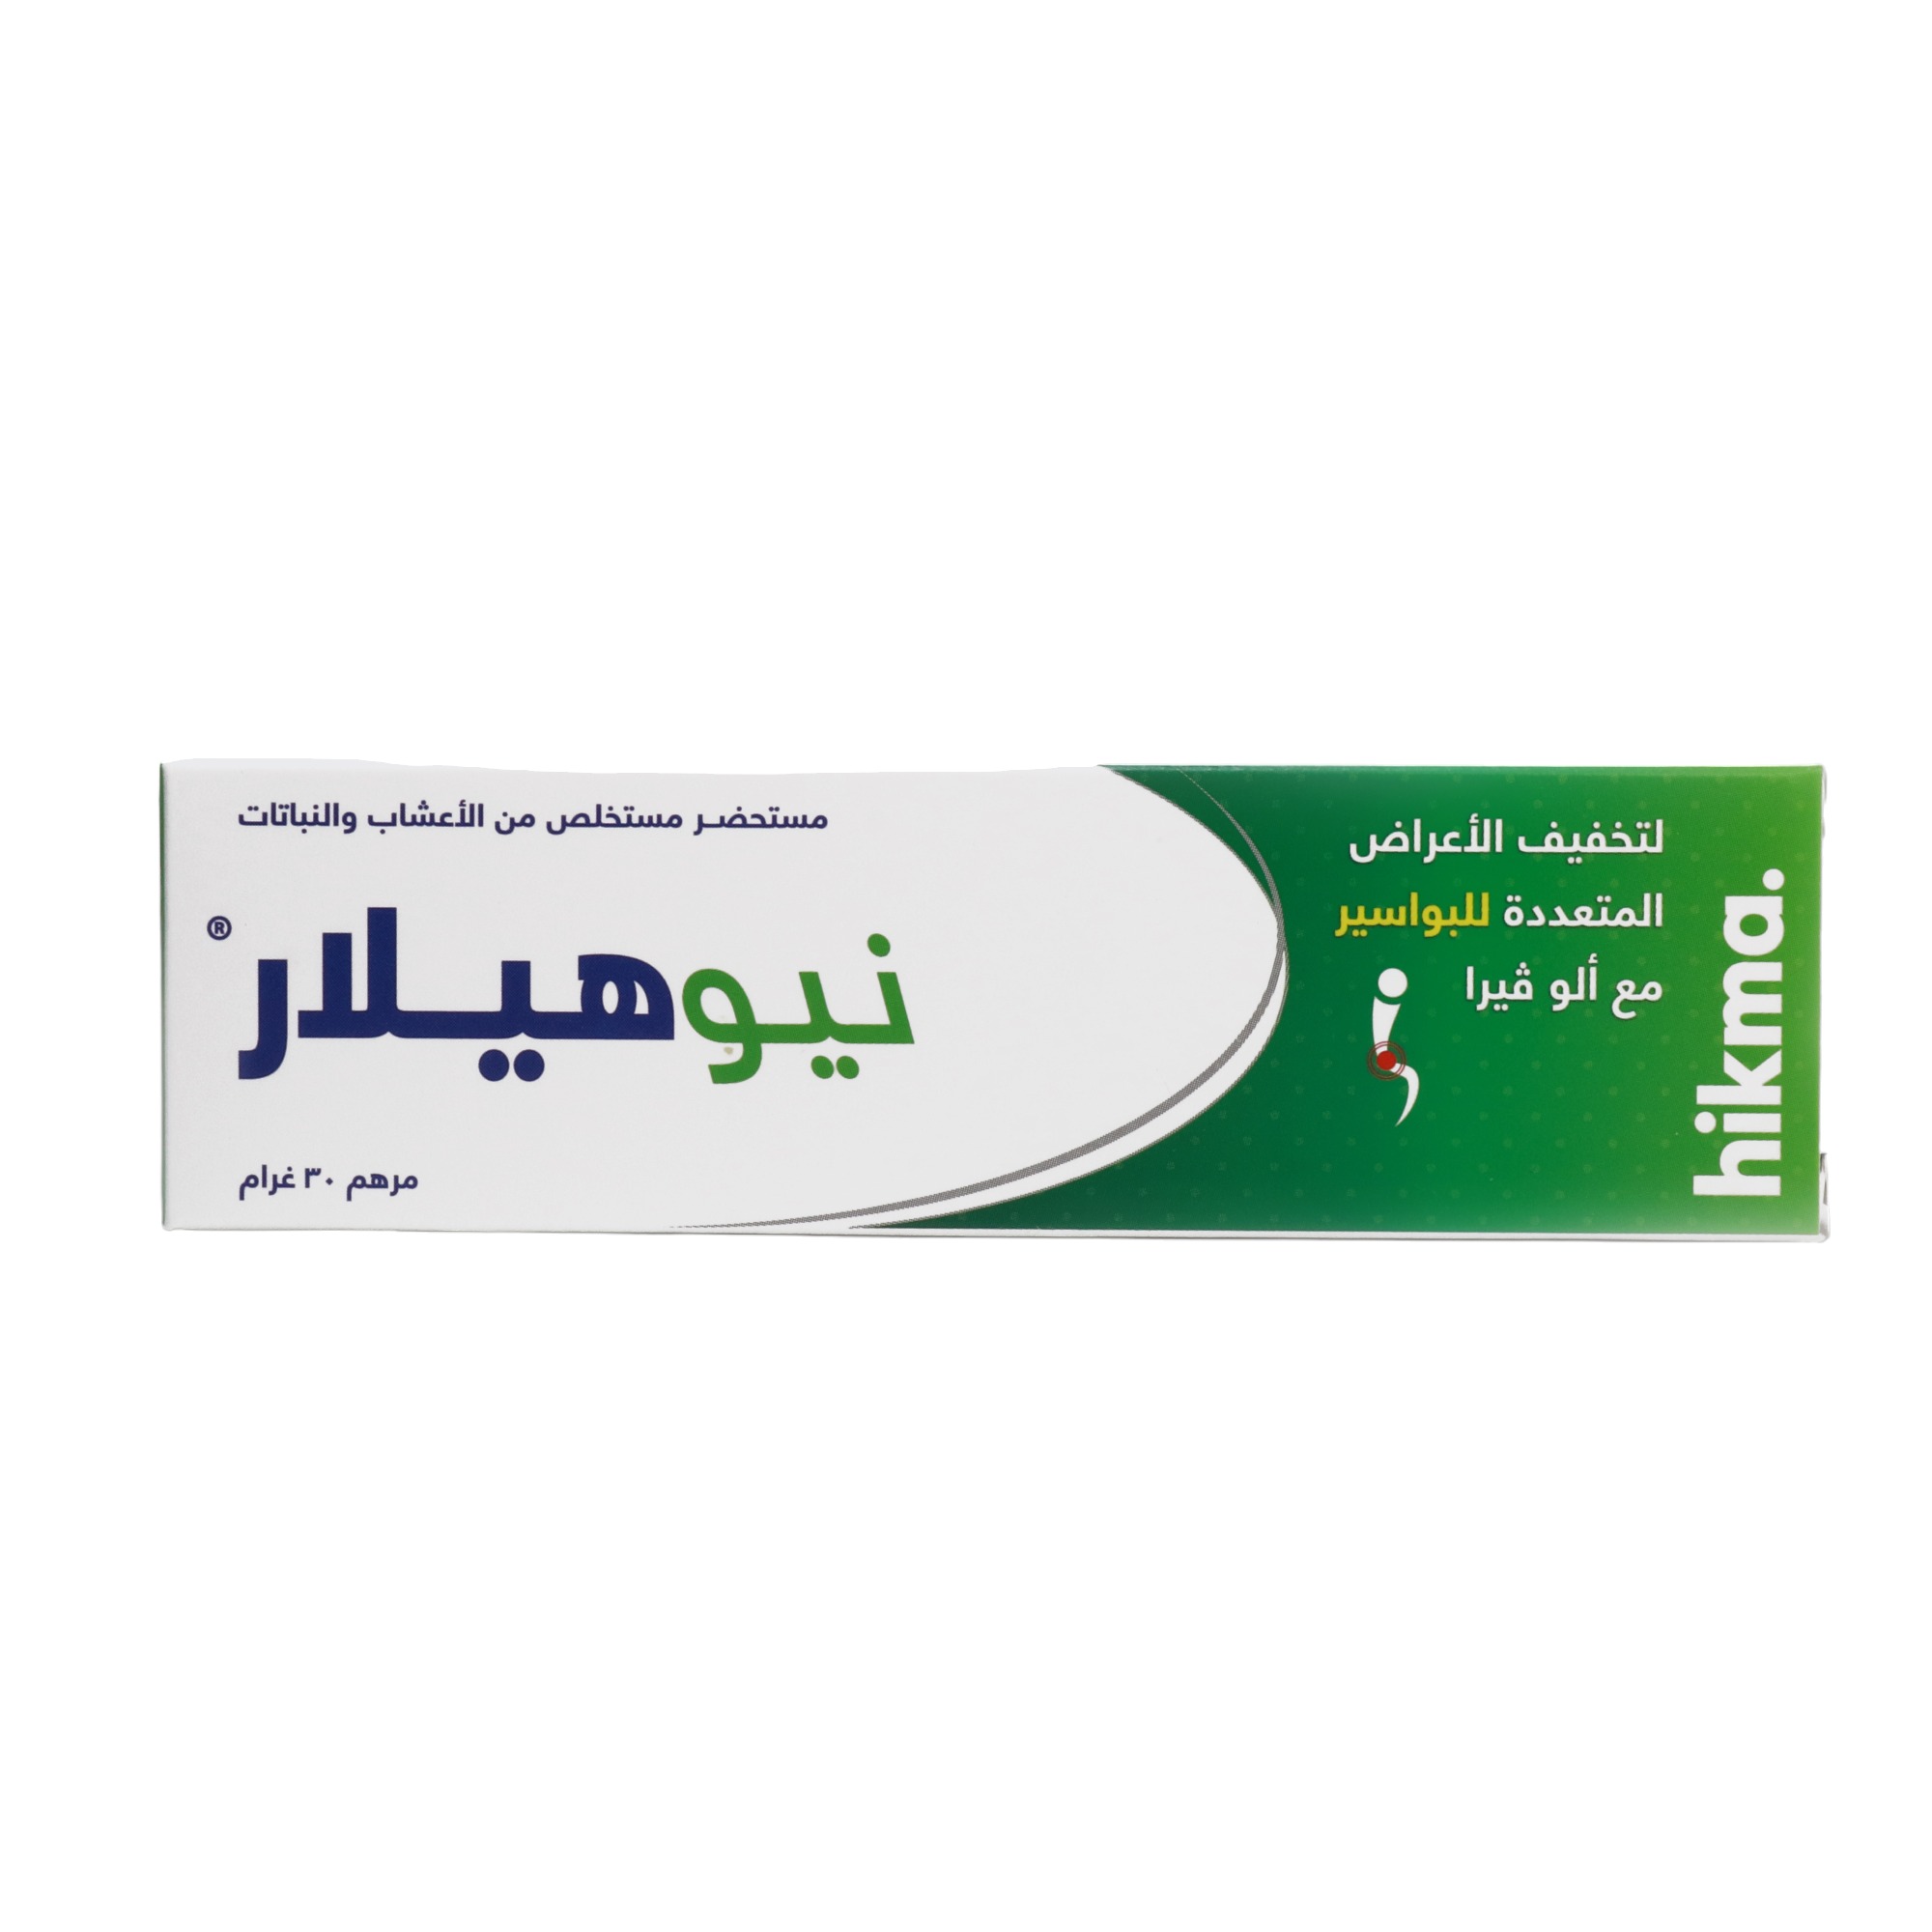 مستحضر مستخلص من الأعشاب والنباتات
نيوهيلار®
مرهم ٣٠ غرام
لتخفيف الأعراض
المتعددة للبواسير
مع ألو ڤيرا
hikma.